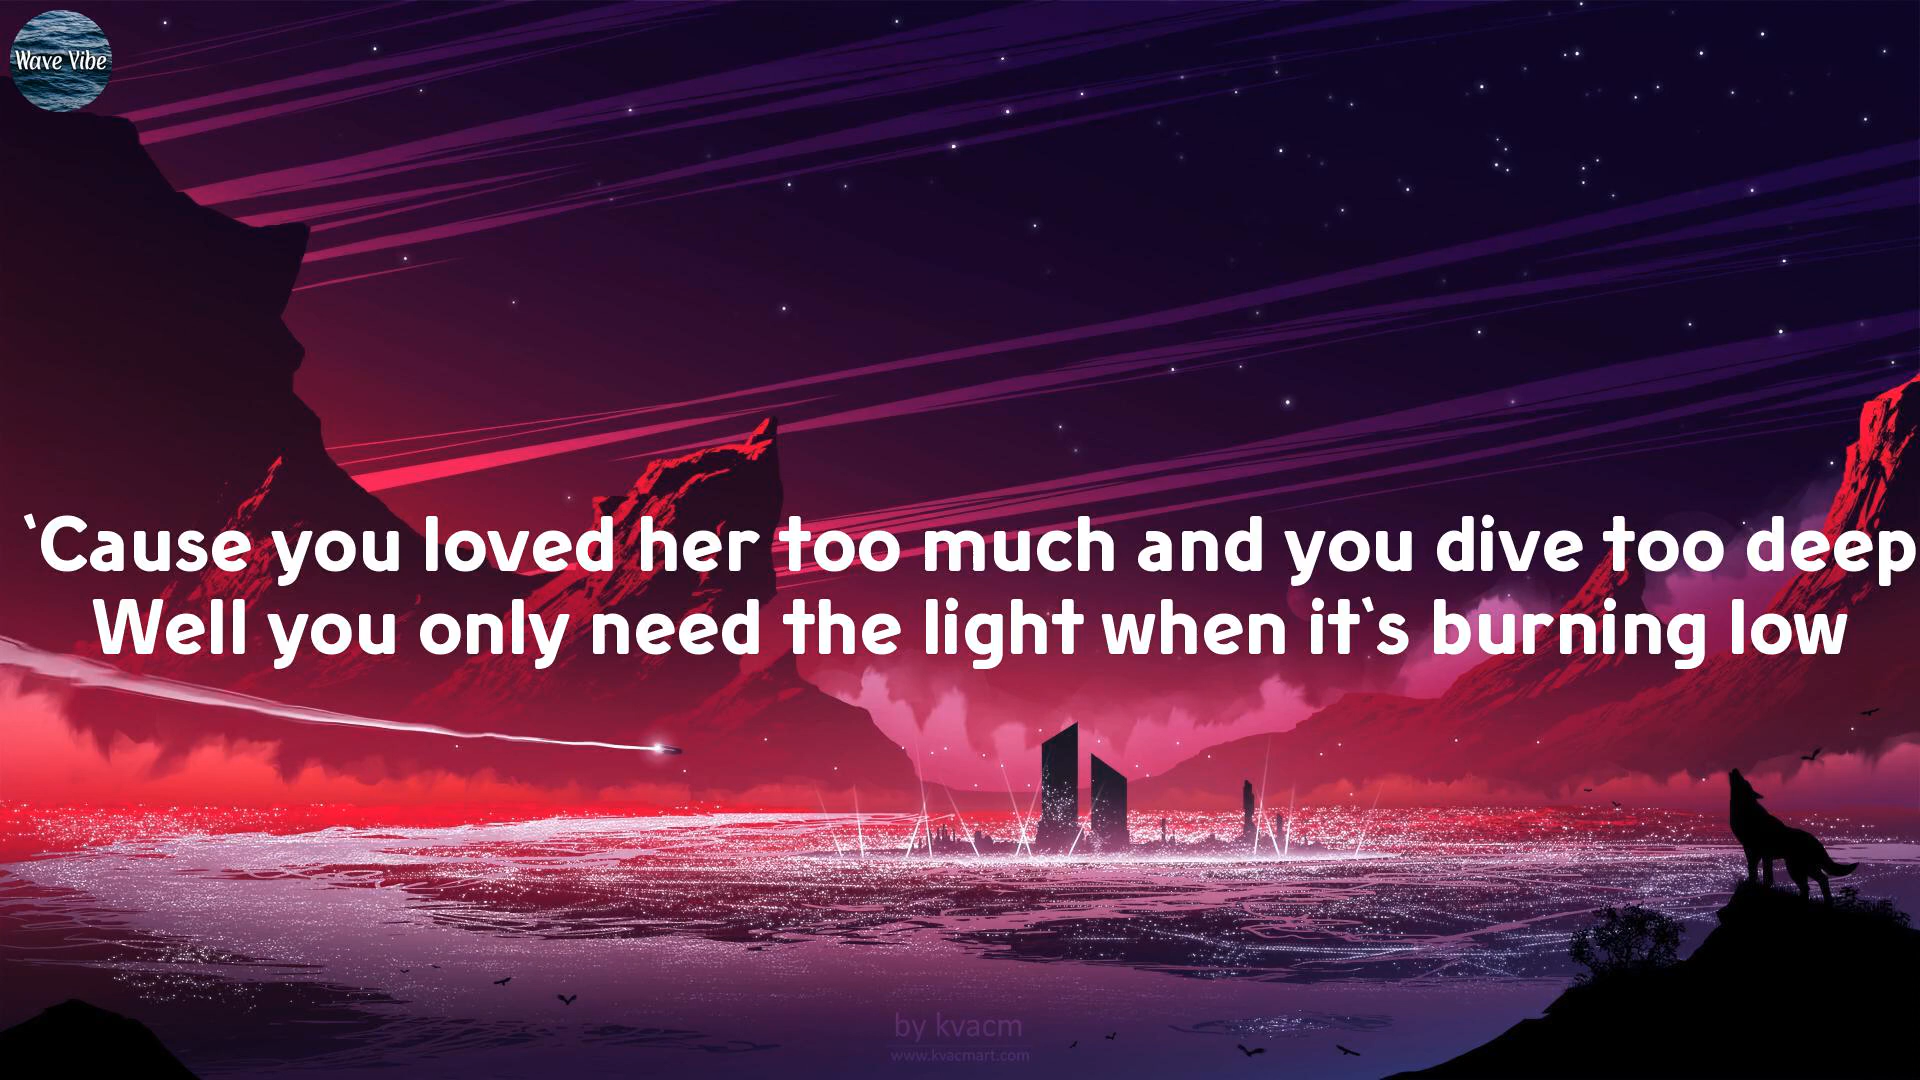 Wave Vibe
‘Cause you loved her too much and you dive too deep
Well you only need the light when it‘s burning low
by kvacm
www.kvacmart.com